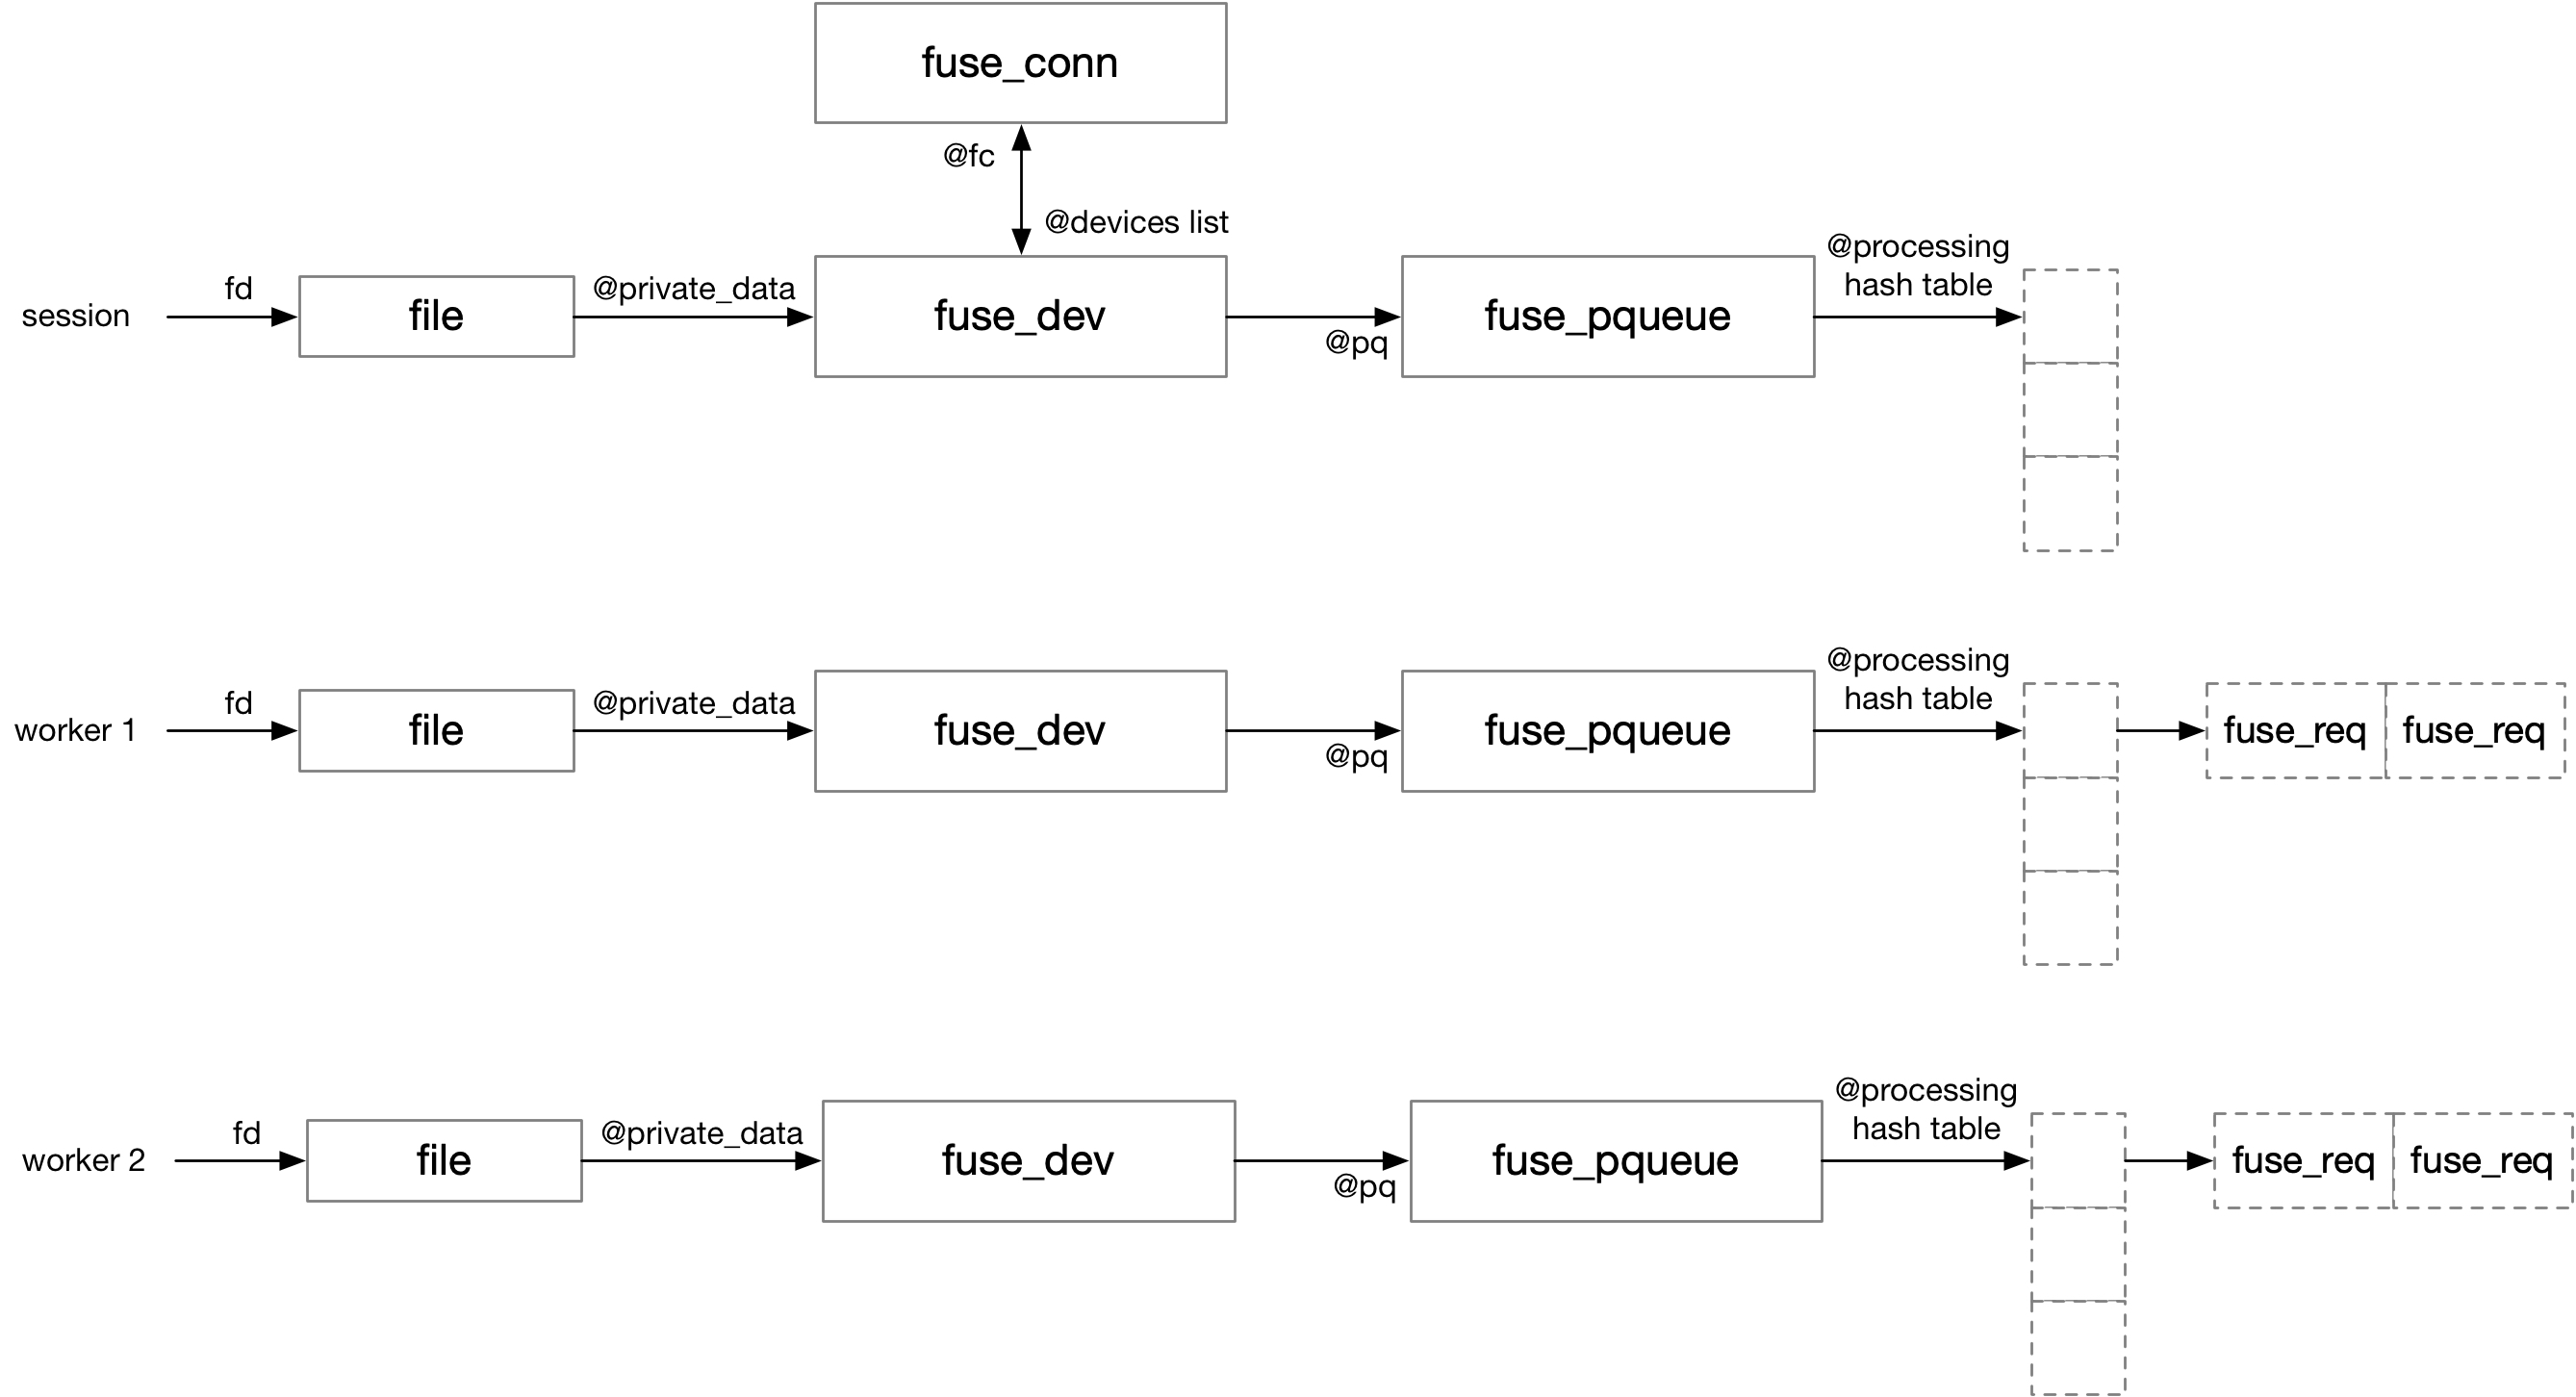 fuse_conn
@fc
@devices list
session
fd
file
@private_data
fuse_dev
@pq
fuse_pqueue
@processing
hash table
worker 1
fd
file
@private_data
fuse_dev
@pq
fuse_pqueue
@processing
hash table
fuse_req
fuse_req
worker 2
fd
file
@private_data
fuse_dev
@pq
fuse_pqueue
@processing
hash table
fuse_req
fuse_req